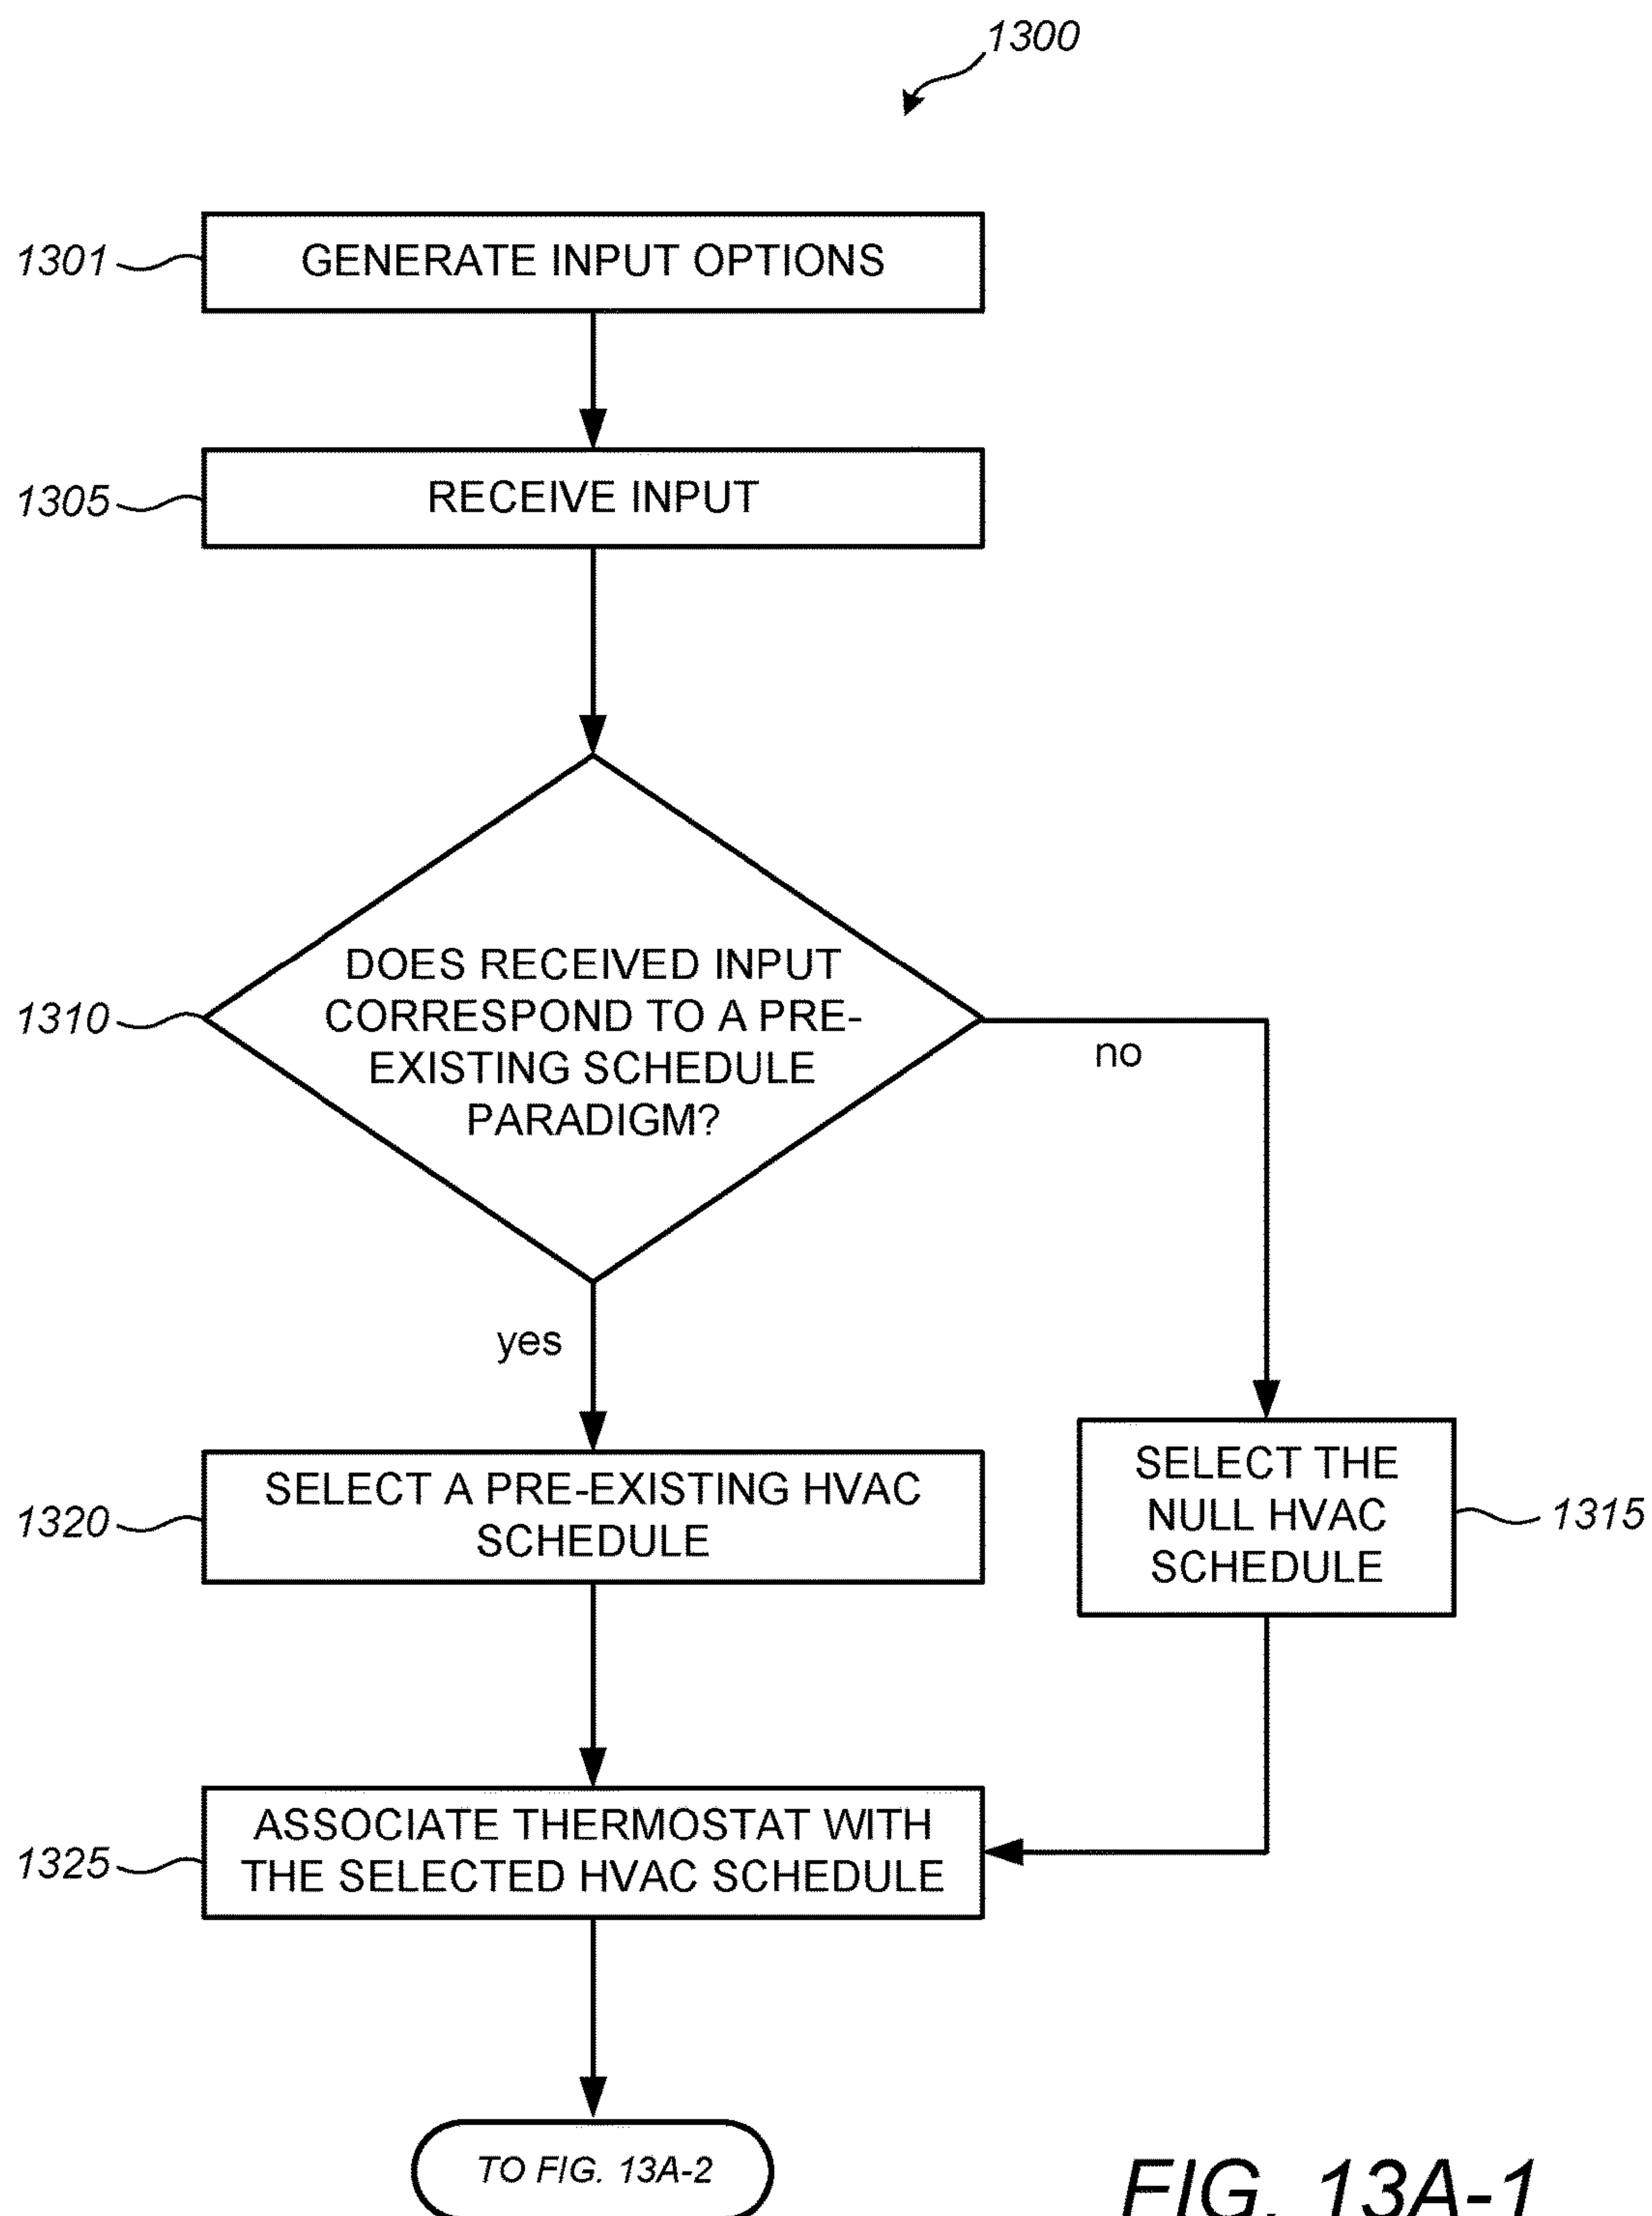 1300
1301
GENERATE INPUT OPTIONS
1305
RECEIVE INPUT
1310
DOES RECEIVED INPUT
CORRESPOND TO A PRE-
EXISTING SCHEDULE
PARADIGM?
no
yes
1320
SELECT A PRE-EXISTING HVAC
SCHEDULE
SELECT THE
NULL HVAC
SCHEDULE
1315
1325
ASSOCIATE THERMOSTAT WITH
THE SELECTED HVAC SCHEDULE
TO FIG. 13A-2
FIG. 13A-1